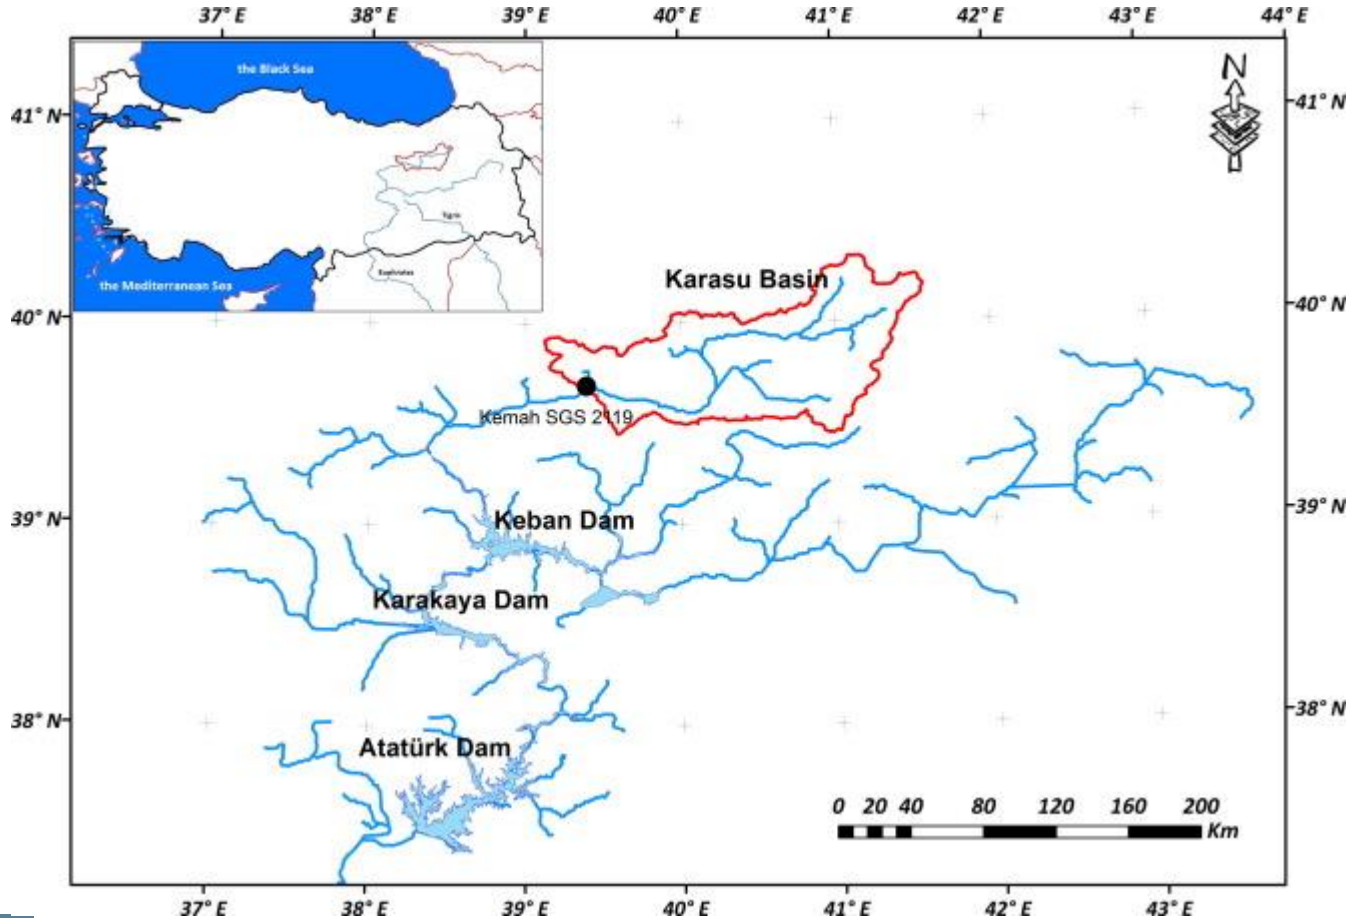 37° E 38° E 39° E 40° E 41° E 42° E 43° E 44° E
the Black Sea
N
41° N 41° N
Tigris
Euphrates
the Mediterranean Sea
Karasu Basin
40° N 40° N
Kemah SGS 2119
39° N 39° N
Keban Dam
Karakaya Dam
38° N 38° N
Atatürk Dam
0 20 40 80 120 160 200
Km
37° E 38° E 39° E 40° E 41° E 42° E 43° E